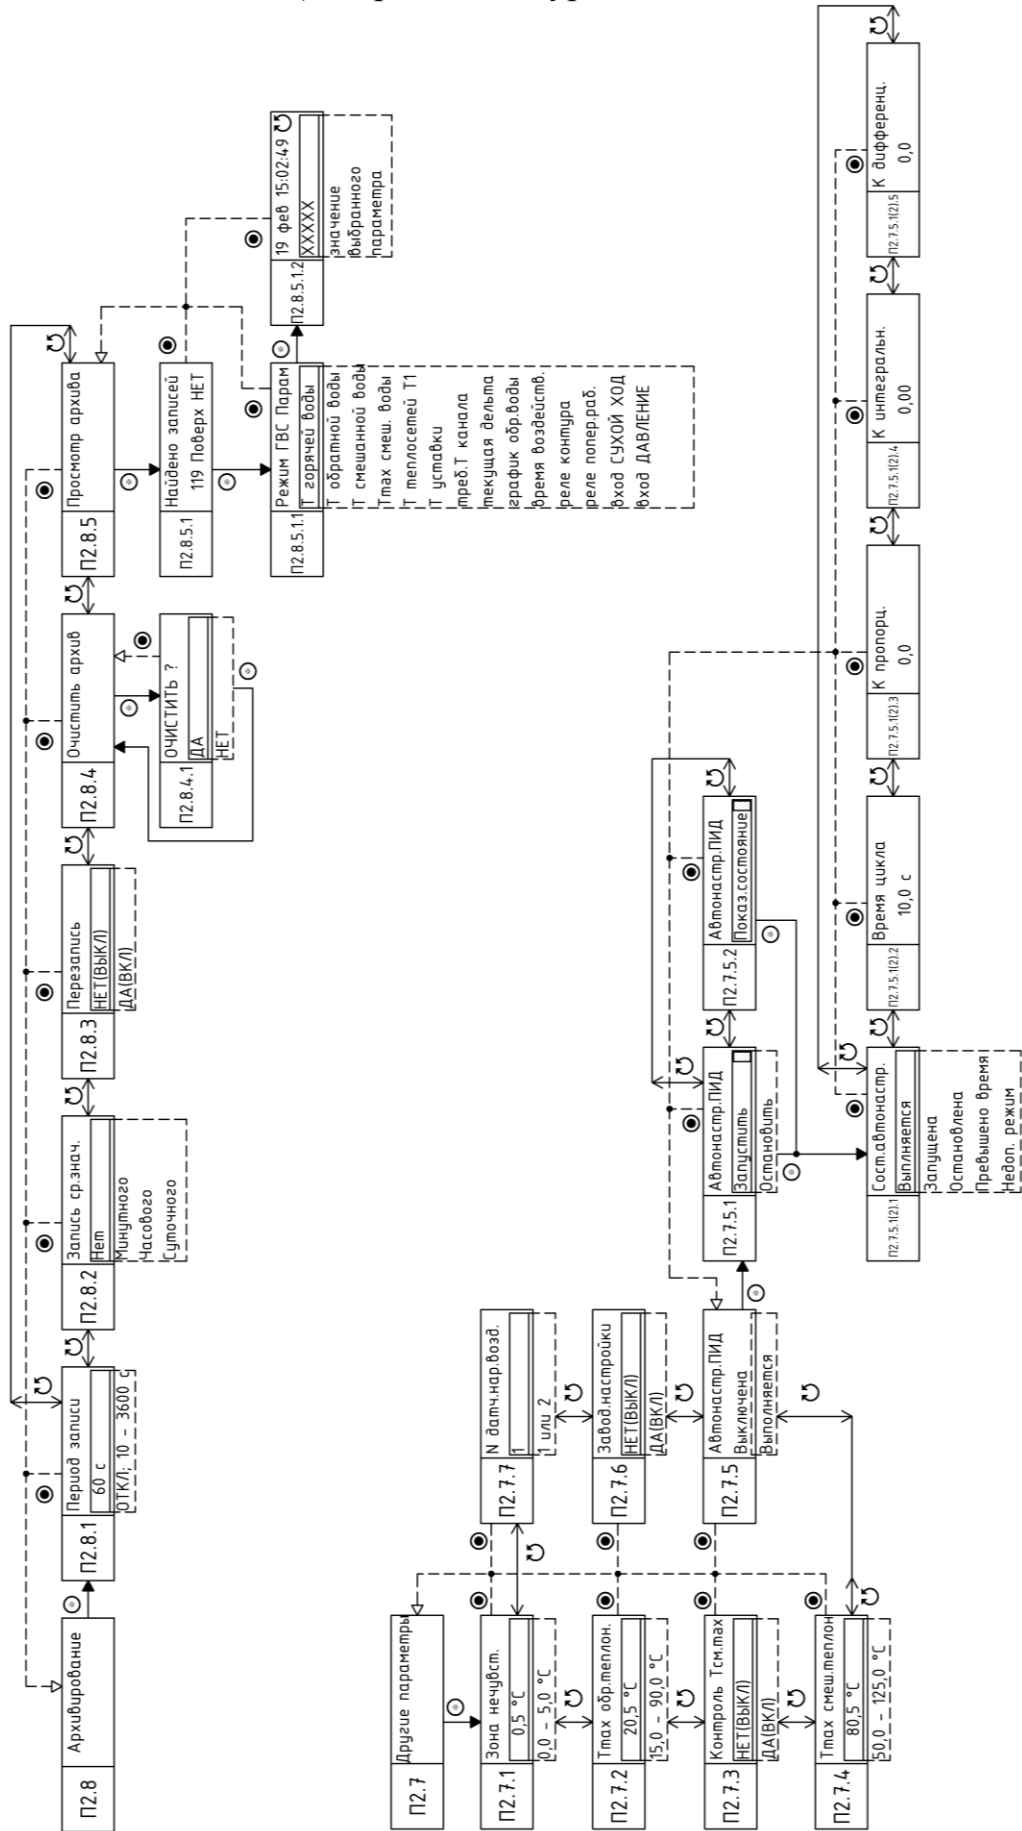 П2.8
Архивирование
П2.8.1
Период записи
60 с
ОТКЛ; 10 - 3600 с
П2.8.2
Запись ср.знач.
Нет
Минутного
Часового
Суточного
П2.8.3
Перезапись
НЕТ(ВЫКЛ)
ДА(ВКЛ)
П2.8.4
Очистить архив
П2.8.4.1
ОЧИСТИТЬ ?
ДА
НЕТ
П2.8.5
Просмотр архива
П2.8.5.1
Найдено записей
119 Поверх НЕТ
П2.8.5.1.1
Режим ГВС Парам
Т горячей воды
Т обратной воды
Т смешанной воды
Тmax смеш. воды
Т теплосетей Т1
Т уставки
треб.Т канала
текущая дельта
график обр.воды
время воздейств.
реле контура
реле попер.раб.
вход СУХОЙ ХОД
вход ДАВЛЕНИЕ
П2.8.5.1.2
19 фев 15:02:49
XXXXX
значение
выбранного
параметра
П2.7
Другие параметры
П2.7.1
Зона нечувст.
0,5 °С
0,0 - 5,0 °С
П2.7.2
Тmax обр.теплон.
20,5 °С
15,0 - 90,0 °С
П2.7.3
Контроль Тсм.max
НЕТ(ВЫКЛ)
ДА(ВКЛ)
П2.7.4
Тmax смеш.теплон
80,5 °С
50,0 - 125,0 °С
П2.7.7
N датч.нар.возд.
1
1 или 2
П2.7.6
Завод.настройки
НЕТ(ВЫКЛ)
ДА(ВКЛ)
П2.7.5
Автонастр.ПИД
Выключена
Выполняется
П2.7.5.1
Автонастр.ПИД
Запустить
Остановить
П2.7.5.2
Автонастр.ПИД
Показ.состояние
П2.7.5.1(2).1
Сост.автонастр.
Выплняется
Запущена
Остановлена
Превышено время
Недоп. режим
П2.7.5.1(2).2
Время цикла
10,0 с
П2.7.5.1(2).3
К пропорц.
0,0
П2.7.5.1(2).4
К интегральн.
0,00
П2.7.5.1(2).5
К дифференц.
0,0